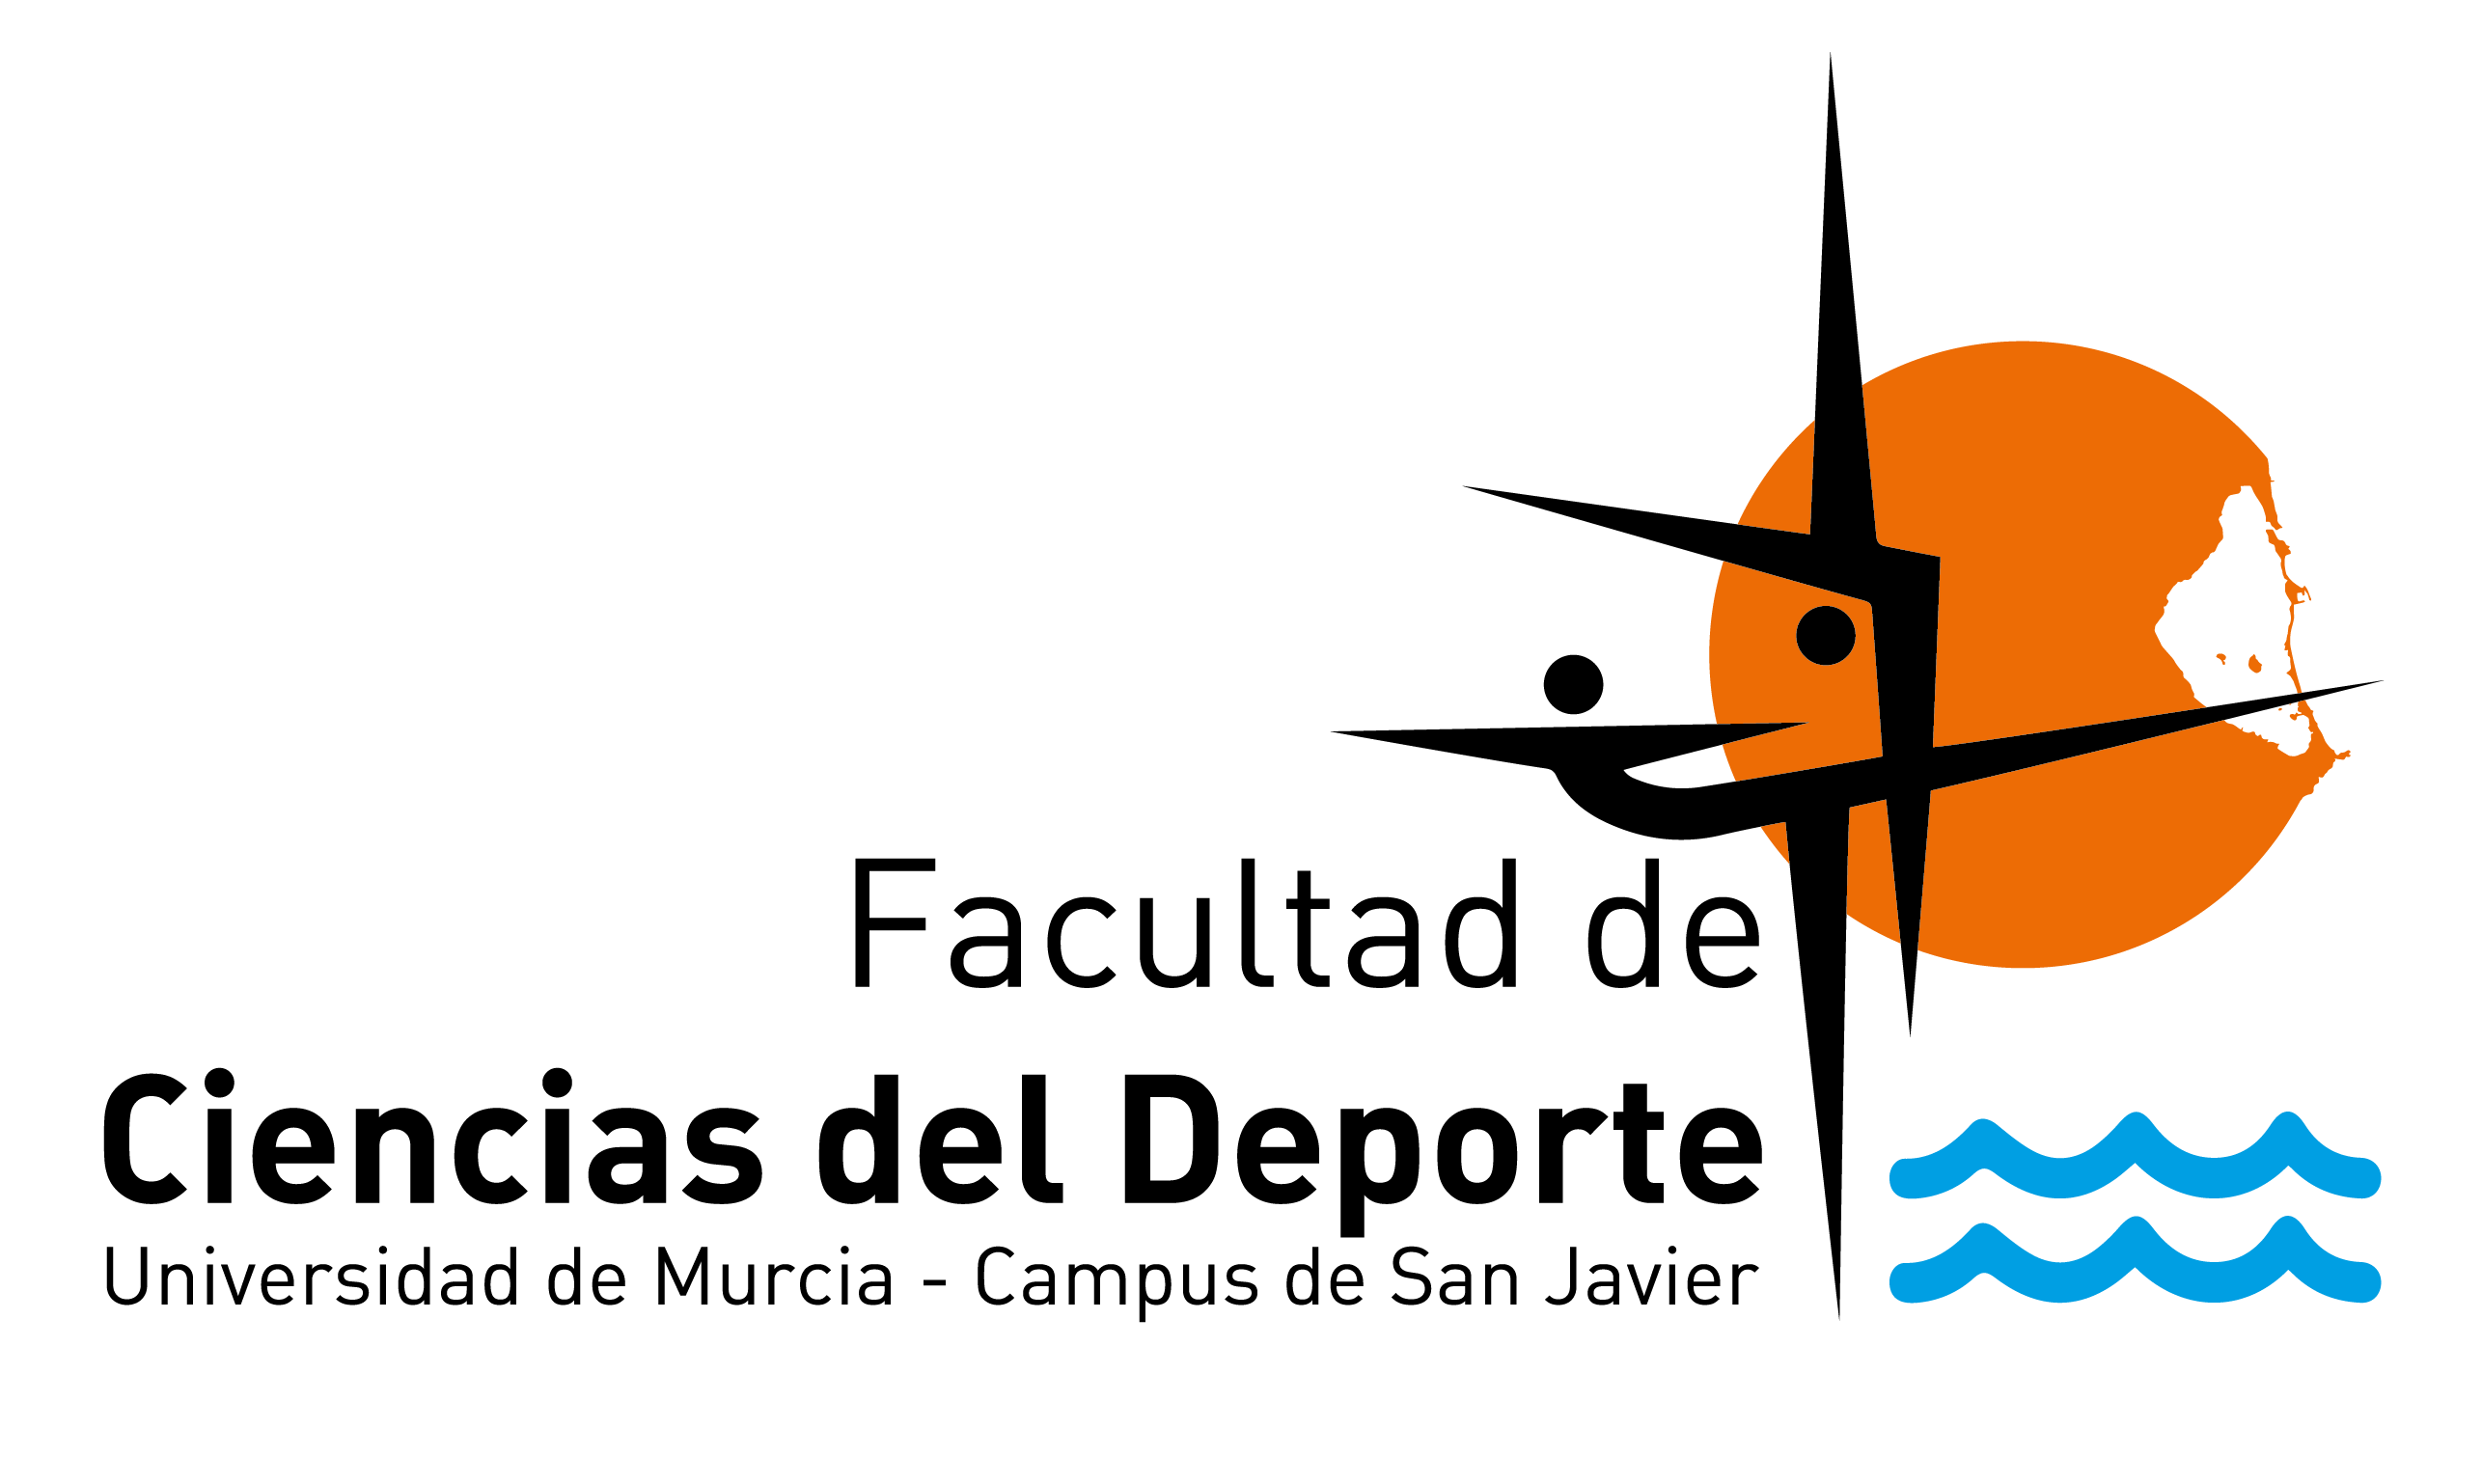 Facultad de
Ciencias del Deporte
Universidad de Murcia - Campus de San Javier